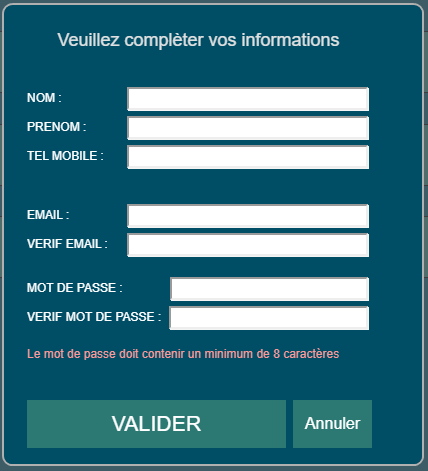 Veuillez complèter vos informations
NOM :
PRENOM :
TEL MOBILE :
EMAIL :
VERIF EMAIL :
MOT DE PASSE :
VERIF MOT DE PASSE :
Le mot de passe doit contenir un minimum de 8 caractères
VALIDER Annuler